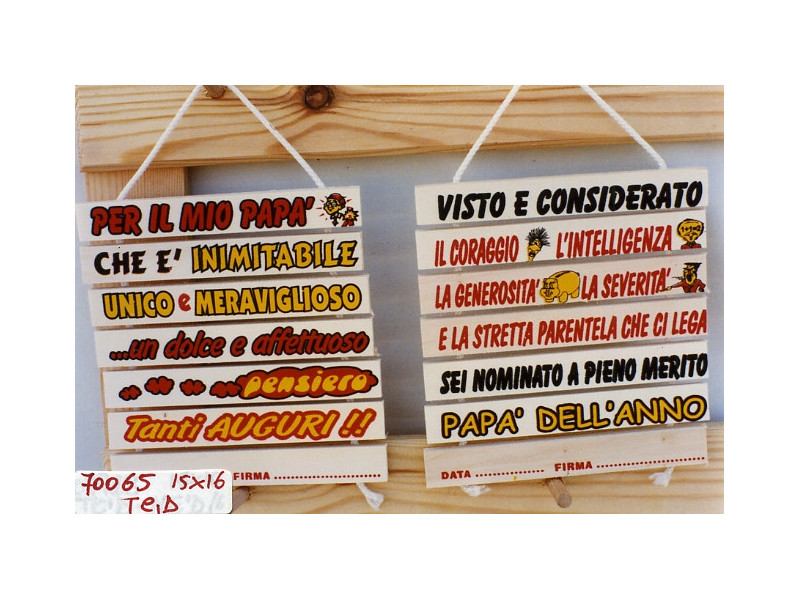 PER IL MIO PAPA'
CHE E' INIMITABILE
UNICO e MERAVIGLIOSO
...un dolce e affettuoso
pensiero
Tanti AUGURI !!
FIRMA
VISTO E CONSIDERATO
IL CORAGGIO L'INTELLIGENZA
LA GENEROSITA' LA SEVERITA'
E LA STRETTA PARENTELA CHE CI LEGA
SEI NOMINATO A PIENO MERITO
PAPA' DELL'ANNO
DATA ............... FIRMA ........................
70065 15x16